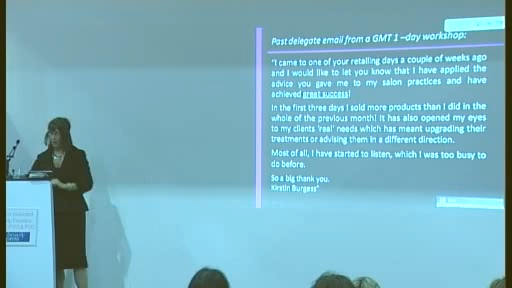 Past delegate email from a GMT 1 –day workshop:
"I came to one of your retailing days a couple of weeks ago
and I would like to let you know that I have applied the
advice you gave me to my salon practices and have
achieved great success!
In the first three days I sold more products than I did in the
whole of the previous month! It has also opened my eyes
to my clients 'real' needs which has meant upgrading their
treatments or advising them in a different direction.
Most of all, I have started to listen, which I was too busy to
do before.
So a big thank you.
Kirstin Burgess"